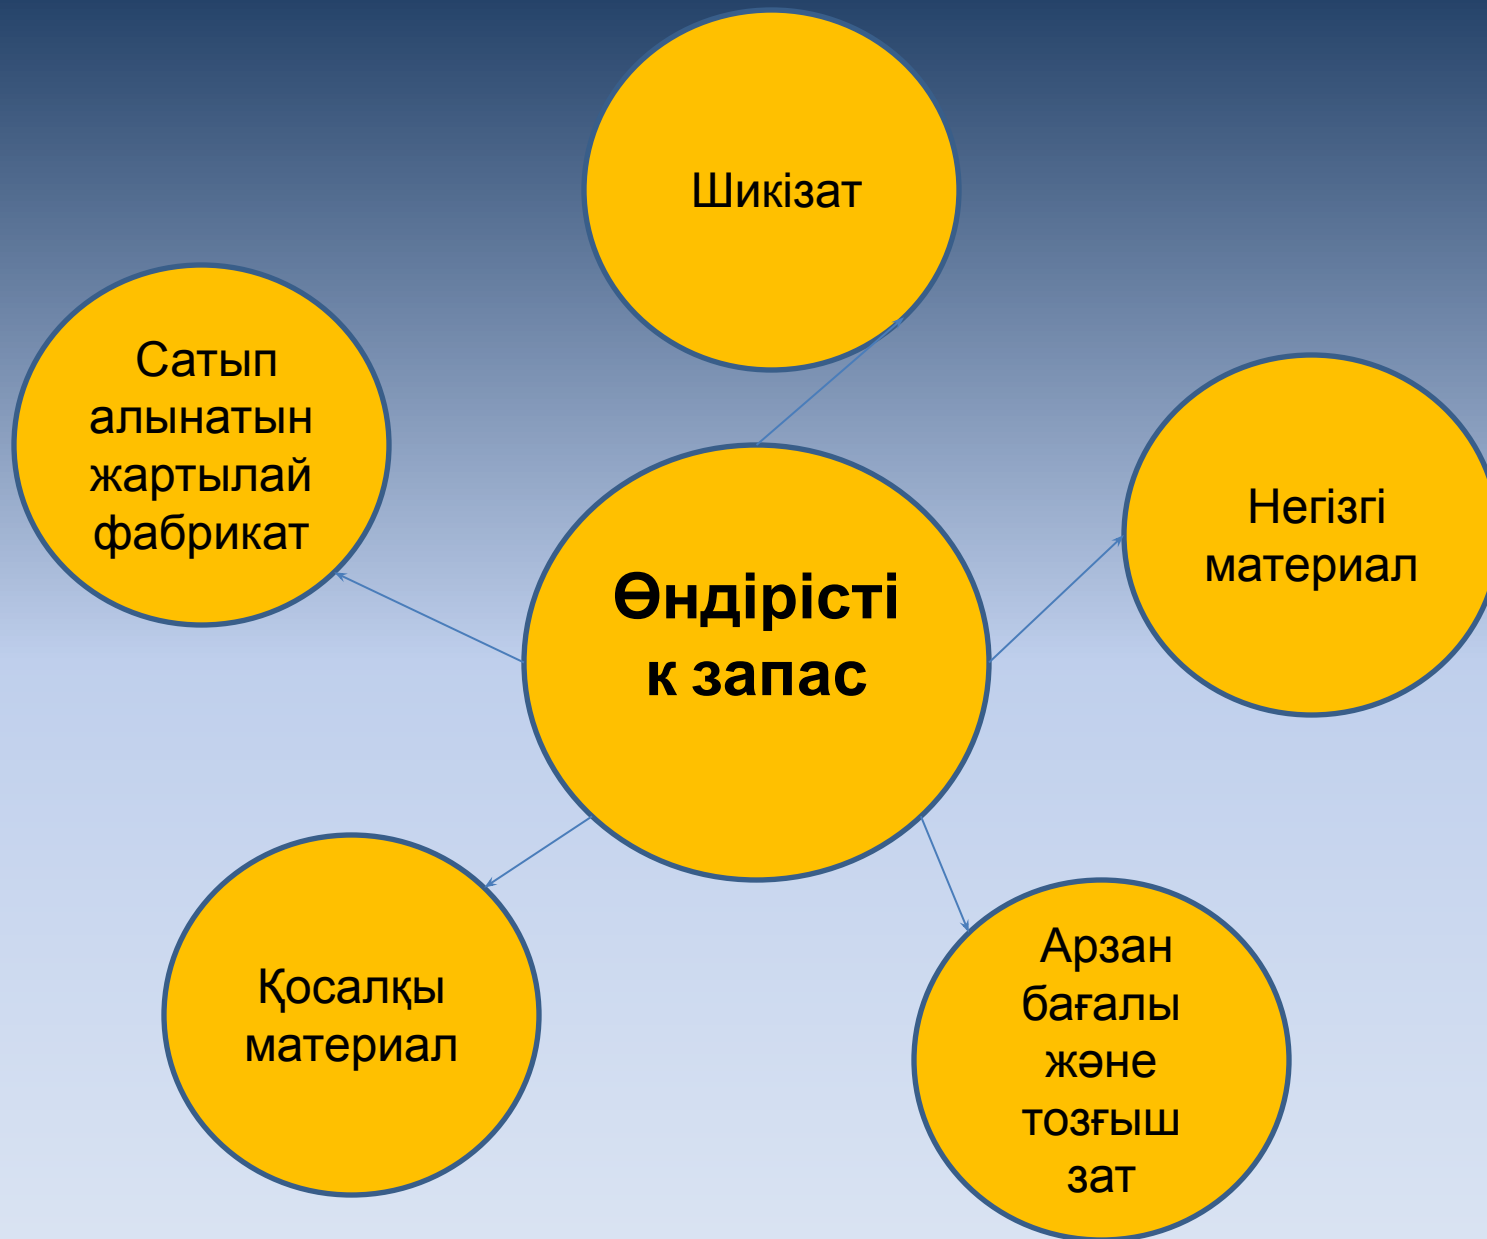 Шикізат
Сатып
алынатын
жартылай
фабрикат
Негізгі
материал
Өндірісті
к запас
Қосалқы
материал
Арзан
бағалы
және
тозғыш
зат